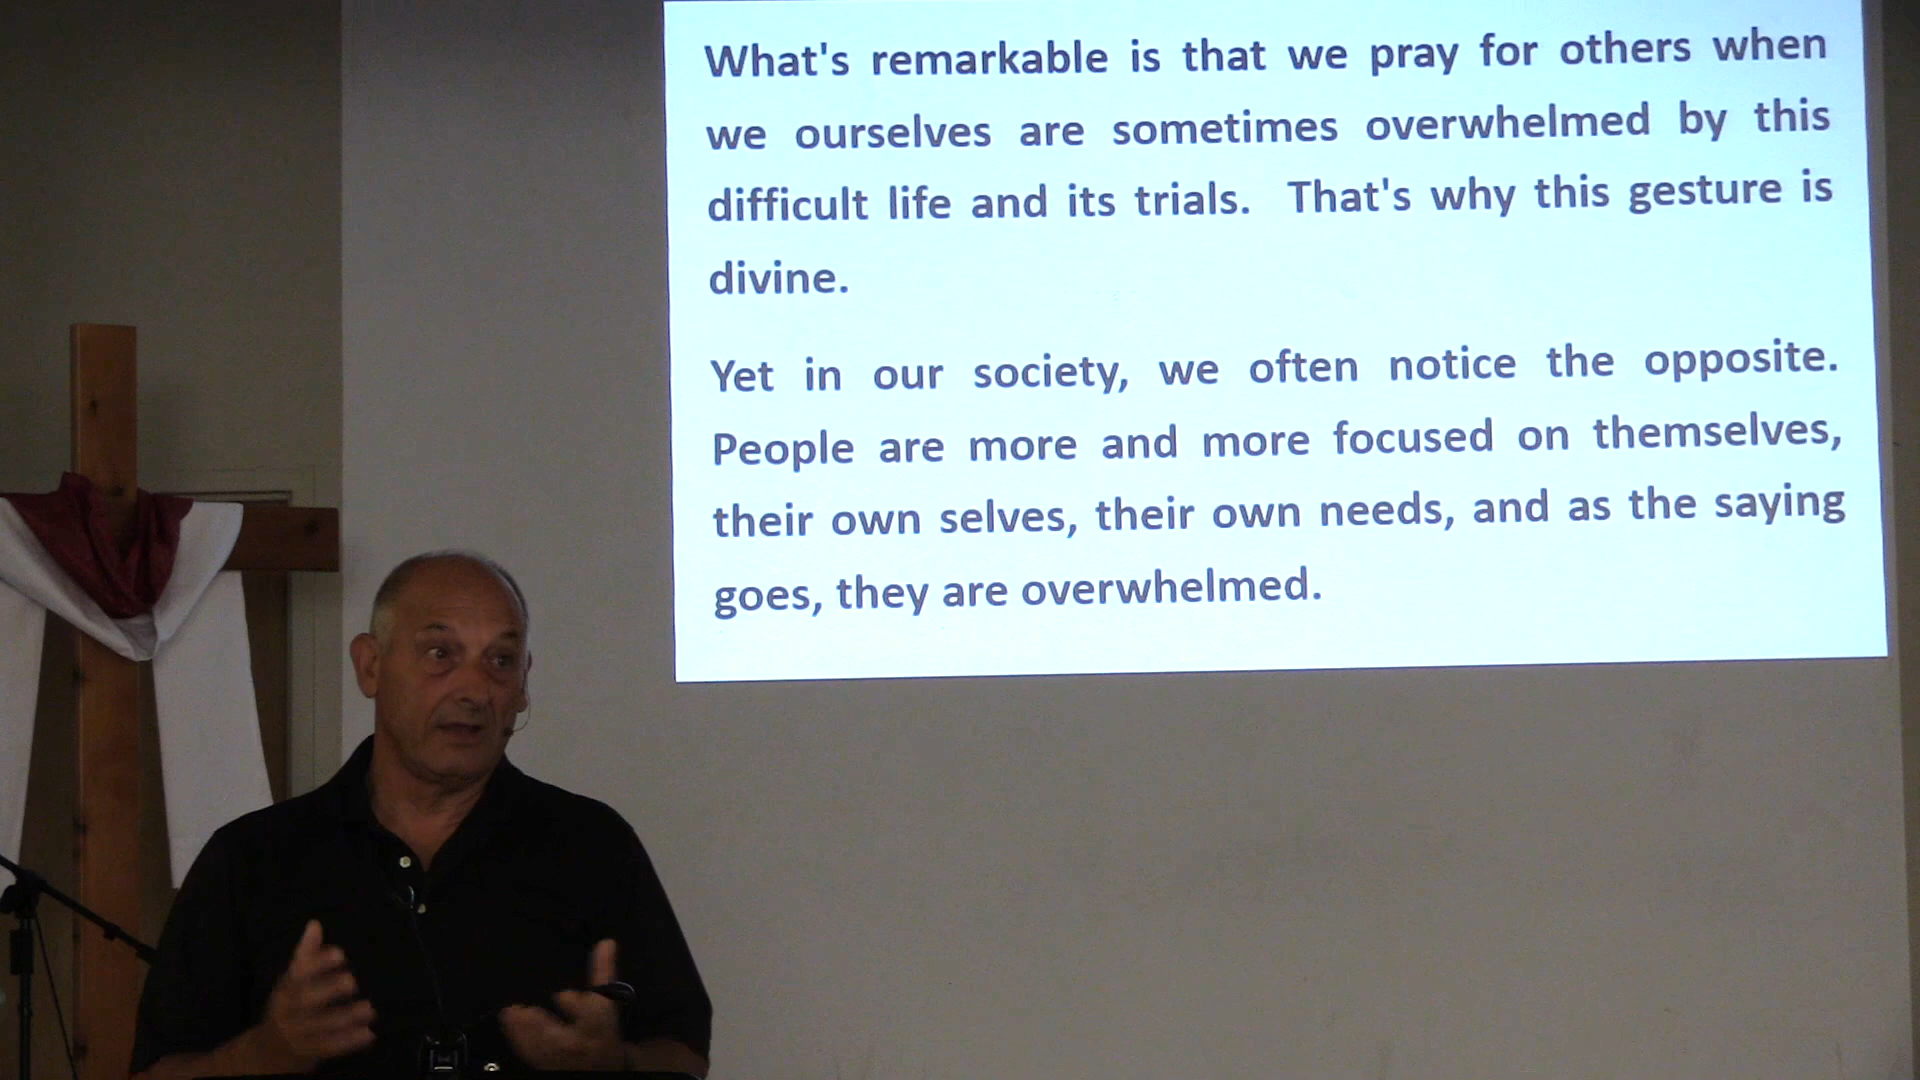 What's remarkable is that we pray for others when
we ourselves are sometimes overwhelmed by this
difficult life and its trials.  That's why this gesture is
divine.
Yet in our society, we often notice the opposite.
People are more and more focused on themselves,
their own selves, their own needs, and as the saying
goes, they are overwhelmed.